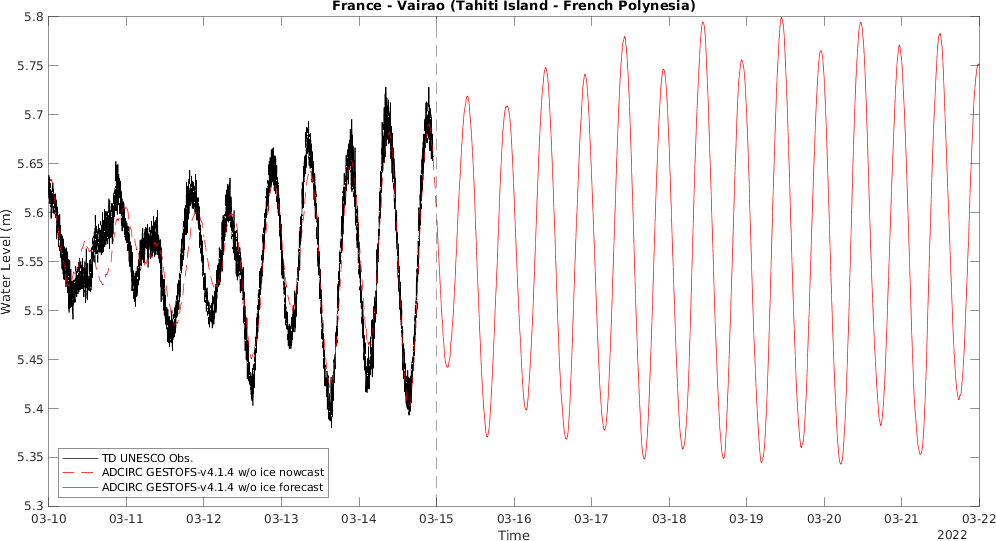 France - Vairao (Tahiti Island - French Polynesia)
5.8
5.75
5.7
5.65
5.6
5.55
5.5
5.45
5.4
5.35
5.3
Water Level (m)
TD UNESCO Obs.
ADCIRC GESTOFS-v4.1.4 w/o ice nowcast
ADCIRC GESTOFS-v4.1.4 w/o ice forecast
03-10 03-11 03-12 03-13 03-14 03-15 03-16 03-17 03-18 03-19 03-20 03-21 03-22
Time
2022